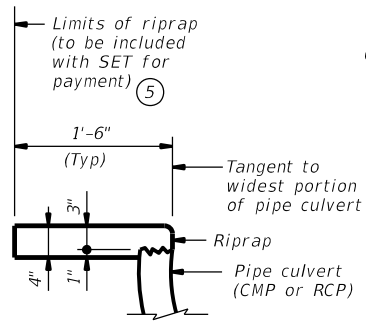 Limits of riprap
(to be included
with SET for
payment) 5
1'-6"
(Typ)
Tangent to
widest portion
of pipe culvert
3"
Riprap
4"
1"
Pipe culvert
(CMP or RCP)